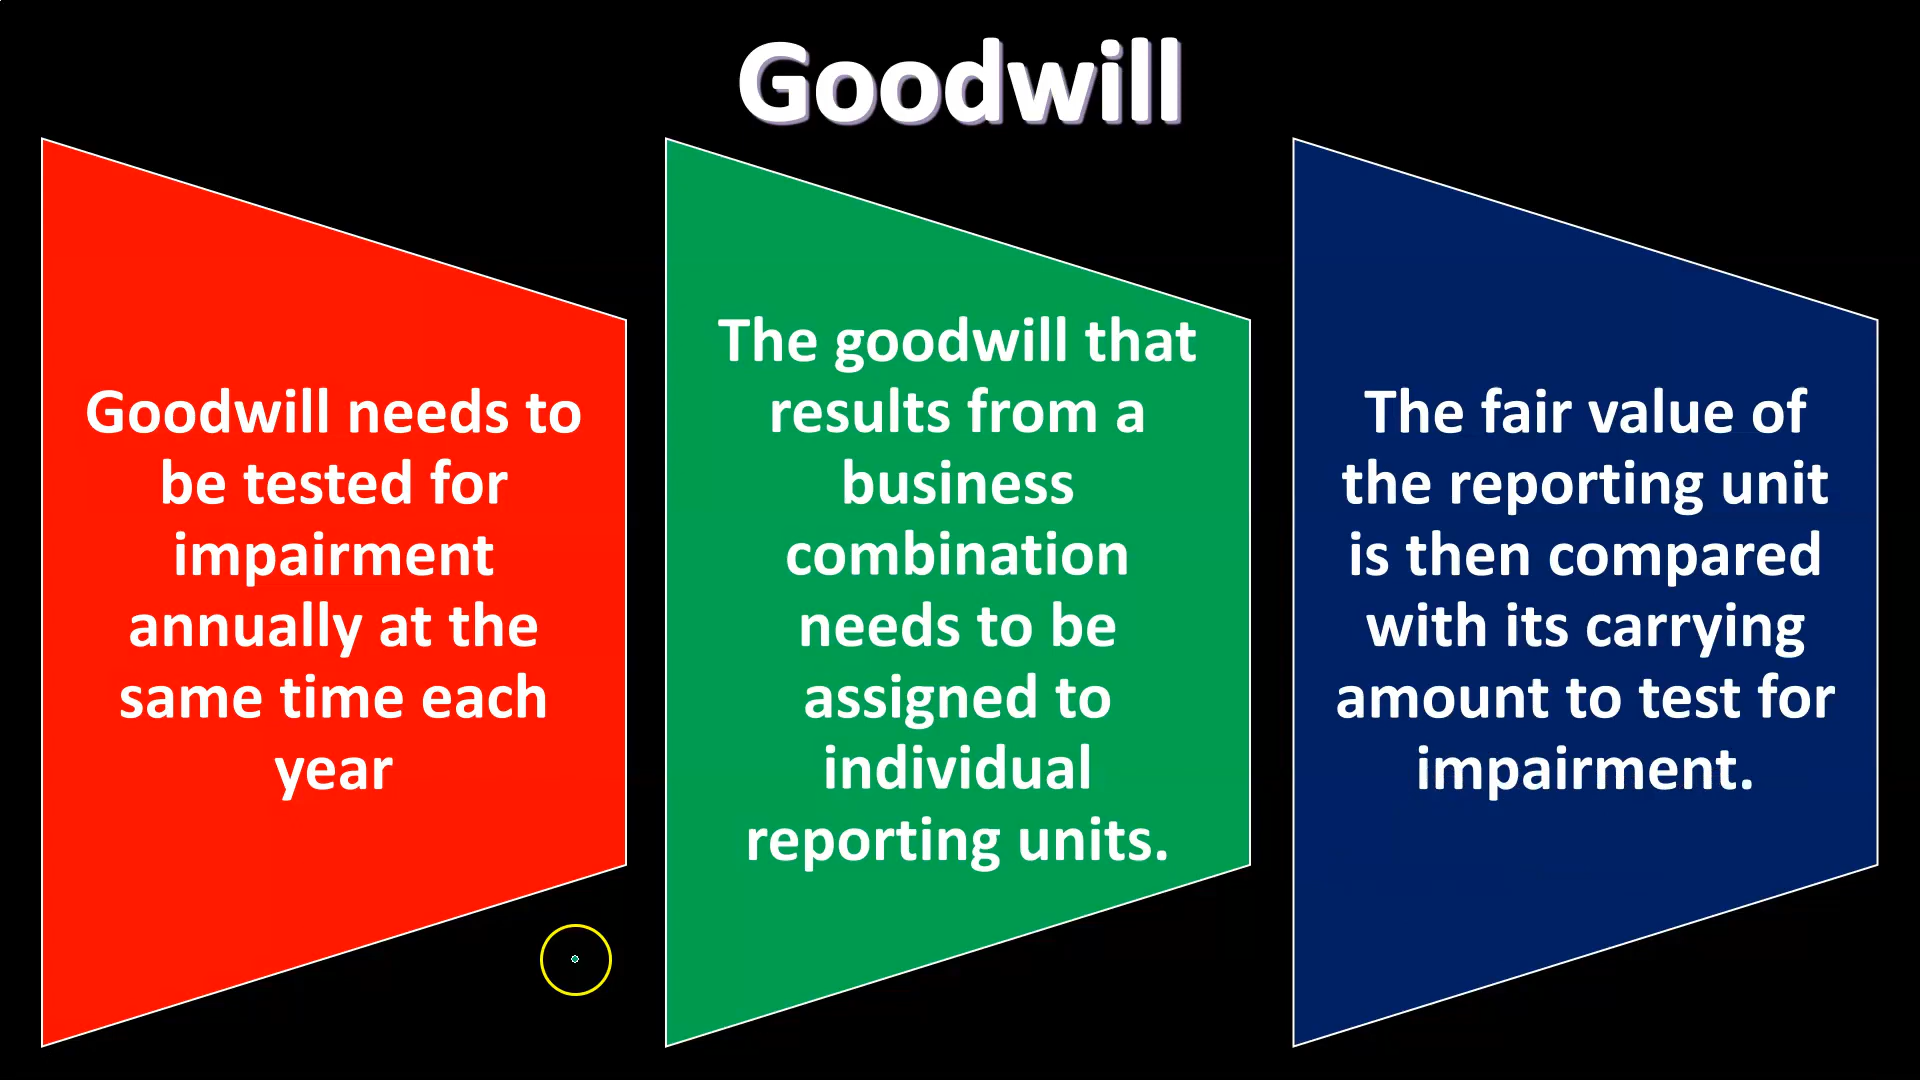 Goodwill
Goodwill needs to
be tested for
impairment
annually at the
same time each
year
The goodwill that
results from a
business
combination
needs to be
assigned to
individual
reporting units.
The fair value of
the reporting unit
is then compared
with its carrying
amount to test for
impairment.